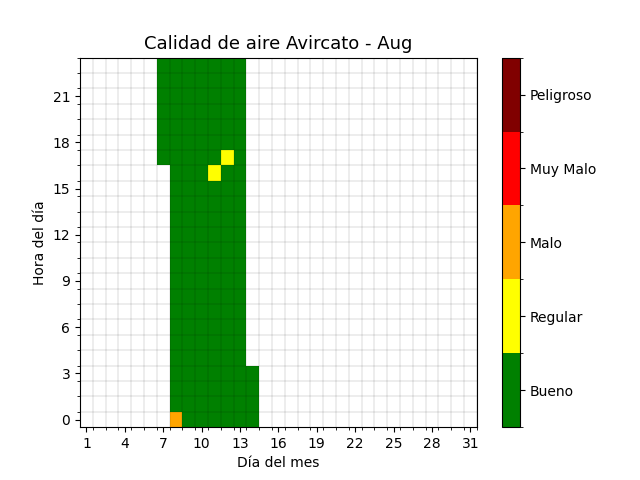 Calidad de aire Avircato - Aug
Hora del día
21
18
15
12
9
6
3
0
1 4 7 10 13 16 19 22 25 28 31
Día del mes
Peligroso
Muy Malo
Malo
Regular
Bueno